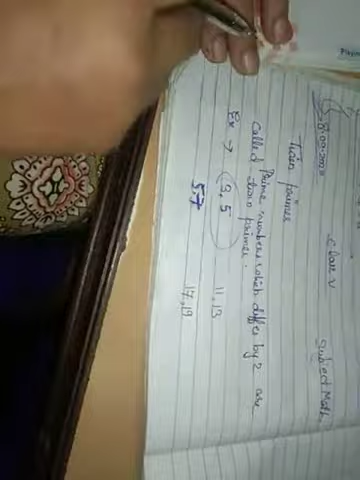 class v Subject Math
Twin primes
Prime numbers which differ by 2 are
called twin primes.
Ex → (3, 5) 11, 13
5, 7 17, 19